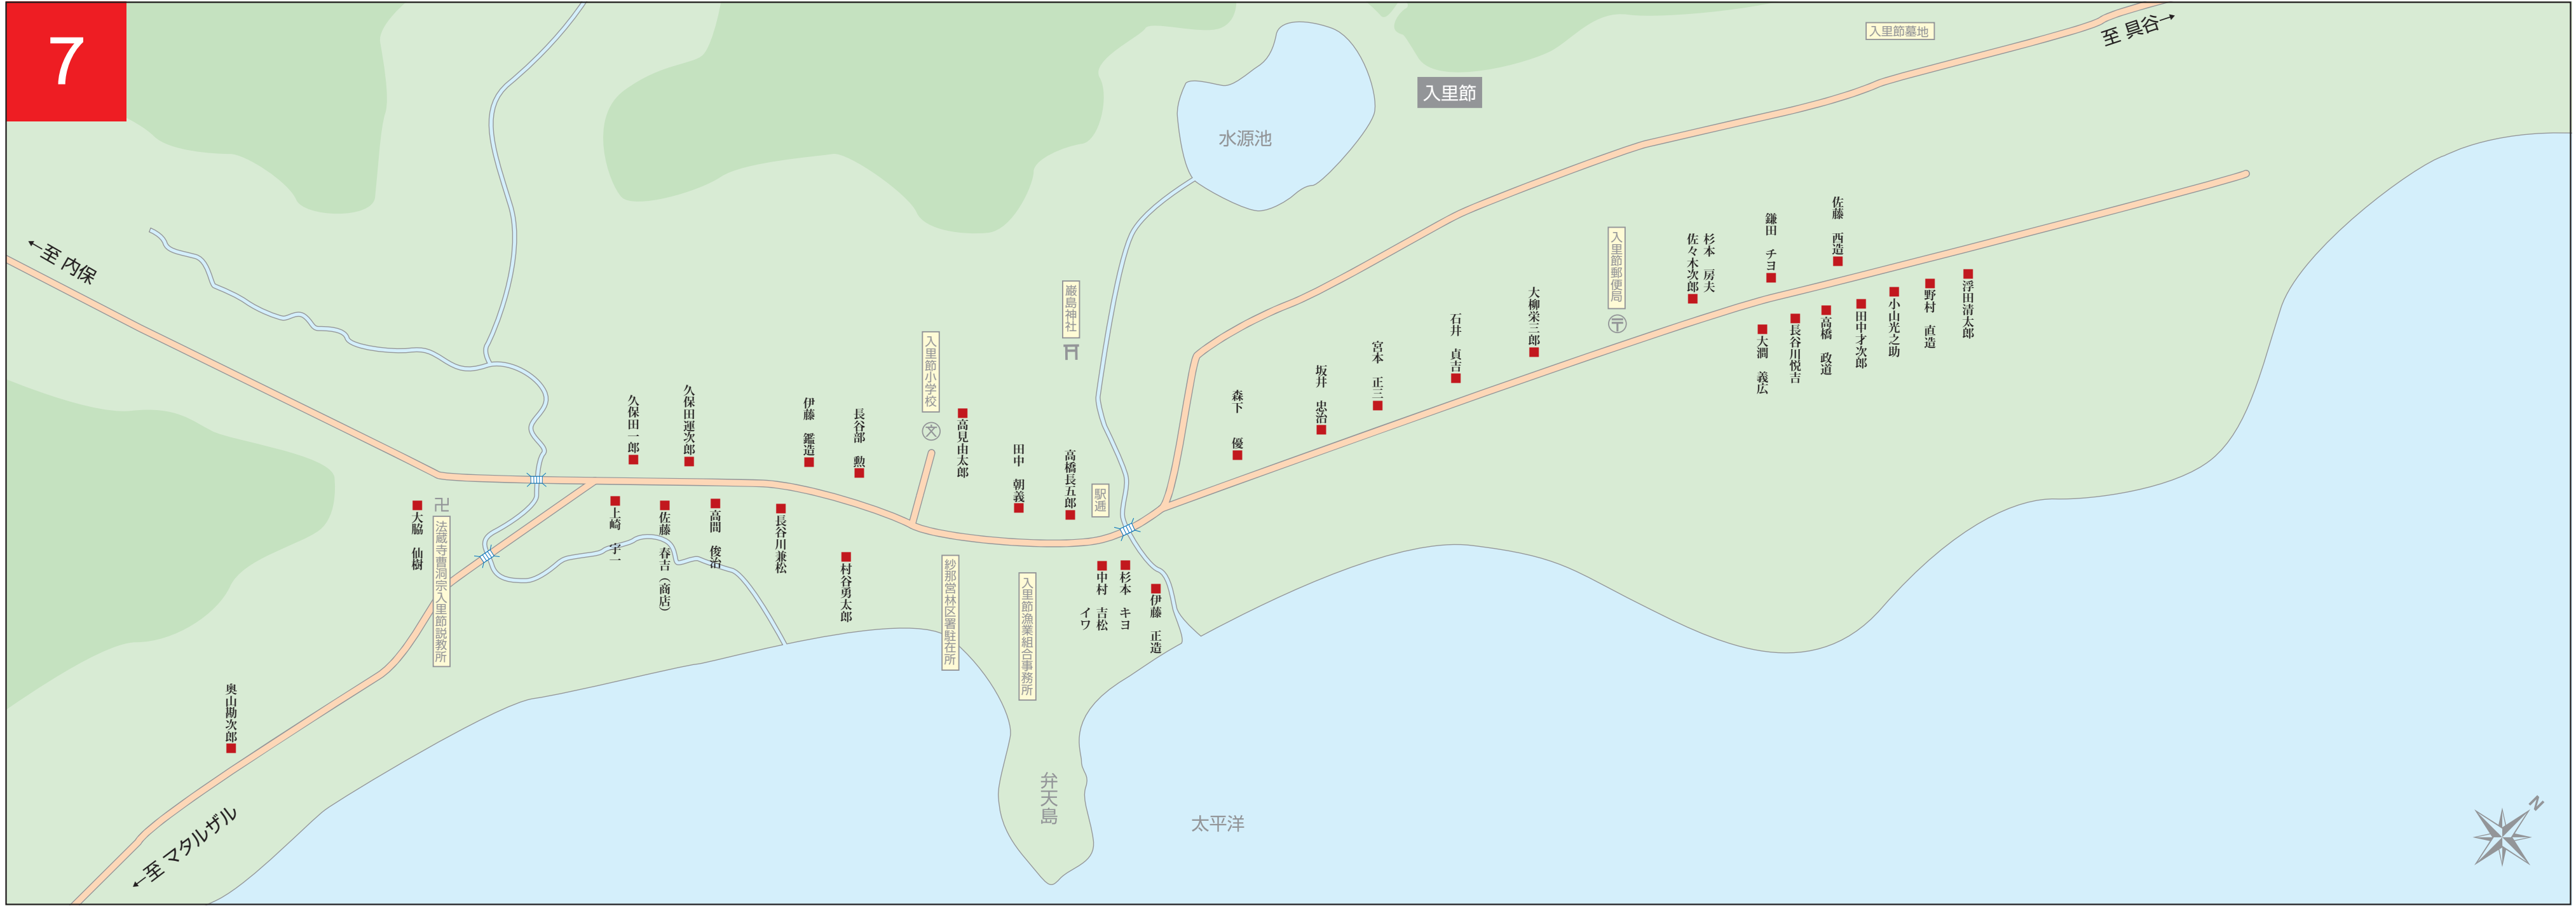 7
入里節墓地
至 具谷→
入里節
水源池
←至 内保
佐藤 西造
鎌田 チヨ
杉本 房夫
佐々木次郎
入里節郵便局
〒
浮田清太郎
野村 直造
小山光之助
田中才次郎
高橋 政道
長谷川悦吉
大澗 義広
大柳栄三郎
石井 貞吉
宮本 正三
坂井 忠治
森下 優
厳島神社
入里節小学校
文
高見由太郎
田中 朝義
高橋長五郎
駅逓
長谷部 勲
伊藤 鑑造
久保田運次郎
久保田一郎
卍
法蔵寺曹洞宗入里節説教所
大脇 仙樹
上崎 宇一
佐藤 春吉(商店)
高間 俊治
長谷川兼松
村谷勇太郎
紗那営林区署駐在所
入里節漁業組合事務所
中村 吉松
イワ
杉本 キヨ
伊藤 正造
奥山勘次郎
←至 マタルザル
弁天島
太平洋
N